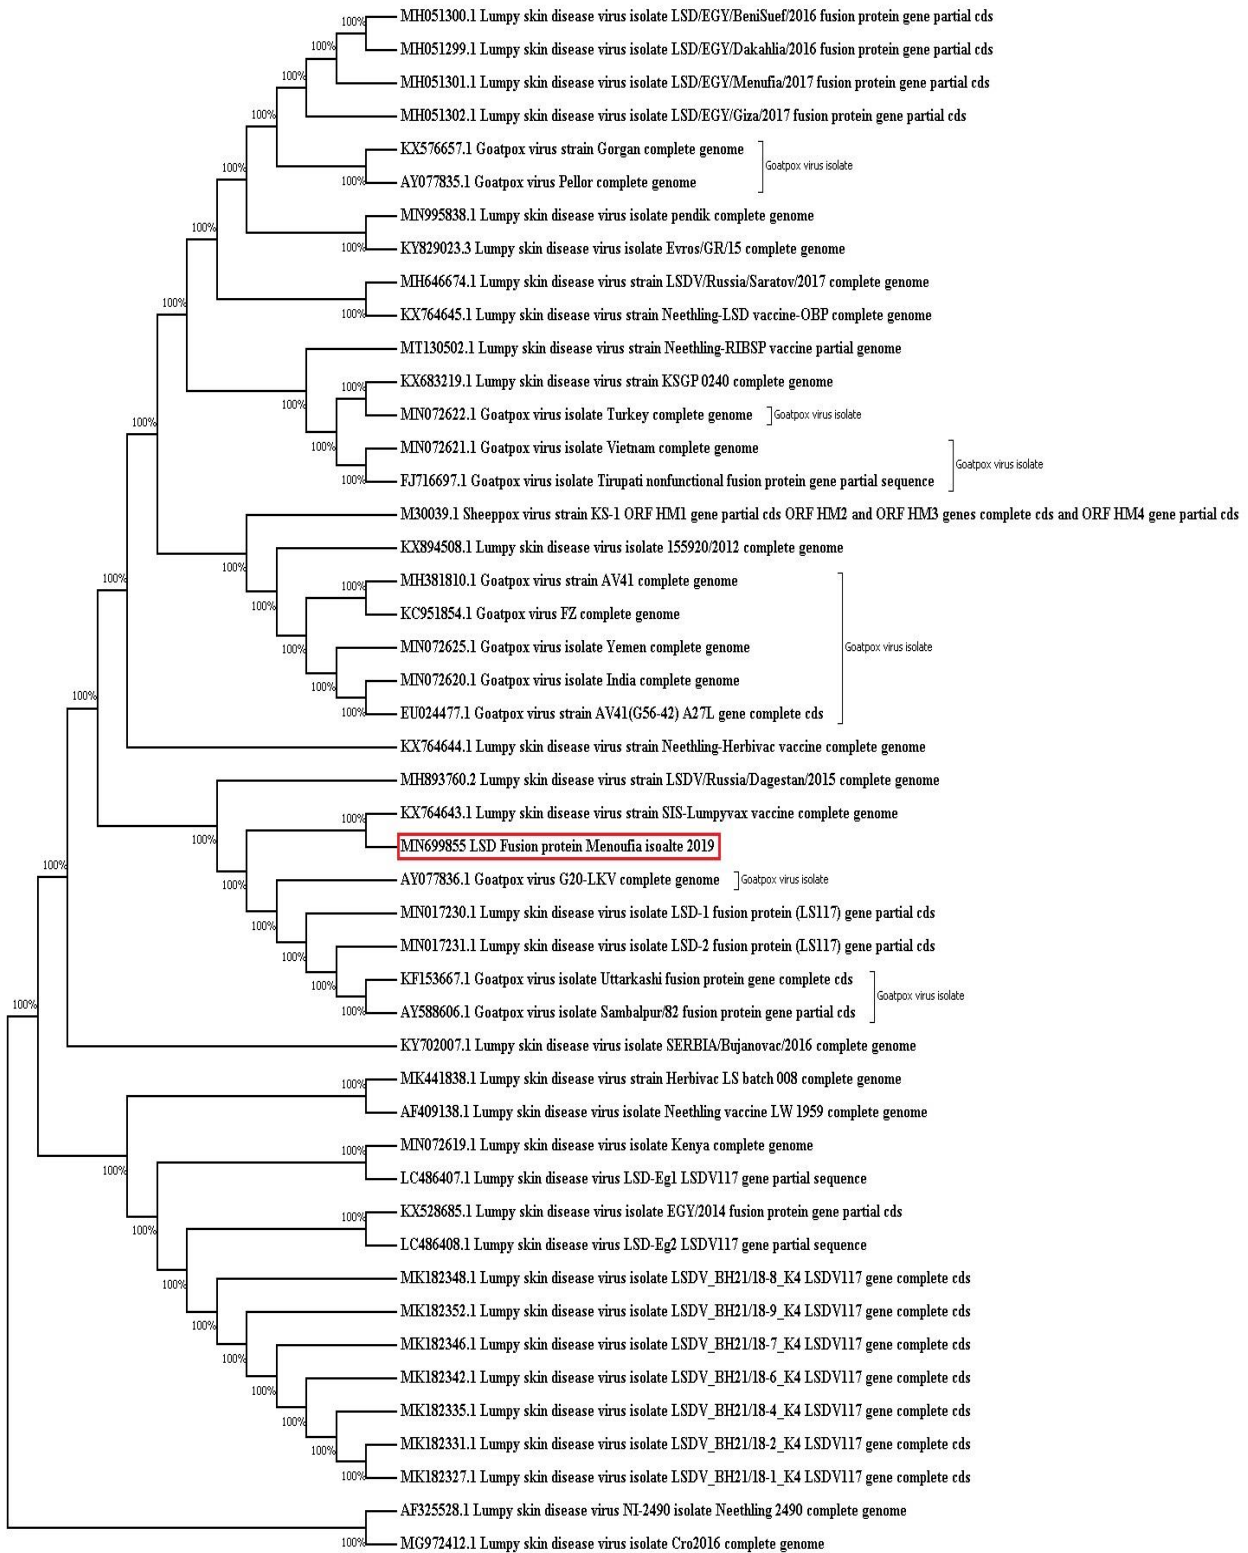 MH051300.1 Lumpy skin disease virus isolate LSD/EGY/BeniSuef/2016 fusion protein gene partial cds
100%
MH051299.1 Lumpy skin disease virus isolate LSD/EGY/Dakahlia/2016 fusion protein gene partial cds
100%
MH051301.1 Lumpy skin disease virus isolate LSD/EGY/Menufia/2017 fusion protein gene partial cds
100%
MH051302.1 Lumpy skin disease virus isolate LSD/EGY/Giza/2017 fusion protein gene partial cds
100%
KX576657.1 Goatpox virus strain Gorgan complete genome
Goatpox virus isolate
100%
100%
AY077835.1 Goatpox virus Pellor complete genome
MN995838.1 Lumpy skin disease virus isolate pendik complete genome
100%
100%
KY829023.3 Lumpy skin disease virus isolate Evros/GR/15 complete genome
MH646674.1 Lumpy skin disease virus strain LSDV/Russia/Saratov/2017 complete genome
100%
100%
KX764645.1 Lumpy skin disease virus strain Neethling-LSD vaccine-OBP complete genome
MT130502.1 Lumpy skin disease virus strain Neethling-RIBSP vaccine partial genome
KX683219.1 Lumpy skin disease virus strain KSGP 0240 complete genome
100%
100%
MN072622.1 Goatpox virus isolate Turkey complete genome
Goatpox virus isolate
100%
100%
MN072621.1 Goatpox virus isolate Vietnam complete genome
Goatpox virus isolate
100%
FJ716697.1 Goatpox virus isolate Tirupati nonfunctional fusion protein gene partial sequence
M30039.1 Sheeppox virus strain KS-1 ORF HM1 gene partial cds ORF HM2 and ORF HM3 genes complete cds and ORF HM4 gene partial cds
KX894508.1 Lumpy skin disease virus isolate 155920/2012 complete genome
100%
100%
MH381810.1 Goatpox virus strain AV41 complete genome
100%
100%
KC951854.1 Goatpox virus FZ complete genome
MN072625.1 Goatpox virus isolate Yemen complete genome
Goatpox virus isolate
100%
MN072620.1 Goatpox virus isolate India complete genome
100%
100%
EU024477.1 Goatpox virus strain AV41(G56-42) A27L gene complete cds
100%
KX764644.1 Lumpy skin disease virus strain Neethling-Herbivac vaccine complete genome
MH893760.2 Lumpy skin disease virus strain LSDV/Russia/Dagestan/2015 complete genome
KX764643.1 Lumpy skin disease virus strain SIS-Lumpyvax vaccine complete genome
100%
100%
MN699855 LSD Fusion protein Menoufia isoalte 2019
100%
100%
AY077836.1 Goatpox virus G20-LKV complete genome
Goatpox virus isolate
MN017230.1 Lumpy skin disease virus isolate LSD-1 fusion protein (LS117) gene partial cds
100%
MN017231.1 Lumpy skin disease virus isolate LSD-2 fusion protein (LS117) gene partial cds
100%
KF153667.1 Goatpox virus isolate Uttarkashi fusion protein gene complete cds
Goatpox virus isolate
100%
100%
100%
AY588606.1 Goatpox virus isolate Sambalpur/82 fusion protein gene partial cds
KY702007.1 Lumpy skin disease virus isolate SERBIA/Bujanovac/2016 complete genome
MK441838.1 Lumpy skin disease virus strain Herbivac LS batch 008 complete genome
100%
AF409138.1 Lumpy skin disease virus isolate Neethling vaccine LW 1959 complete genome
MN072619.1 Lumpy skin disease virus isolate Kenya complete genome
100%
100%
LC486407.1 Lumpy skin disease virus LSD-Eg1 LSDV117 gene partial sequence
KX528685.1 Lumpy skin disease virus isolate EGY/2014 fusion protein gene partial cds
100%
100%
LC486408.1 Lumpy skin disease virus LSD-Eg2 LSDV117 gene partial sequence
100%
MK182348.1 Lumpy skin disease virus isolate LSDV_BH21/18-8_K4 LSDV117 gene complete cds
MK182352.1 Lumpy skin disease virus isolate LSDV_BH21/18-9_K4 LSDV117 gene complete cds
100%
MK182346.1 Lumpy skin disease virus isolate LSDV_BH21/18-7_K4 LSDV117 gene complete cds
100%
MK182342.1 Lumpy skin disease virus isolate LSDV_BH21/18-6_K4 LSDV117 gene complete cds
100%
MK182335.1 Lumpy skin disease virus isolate LSDV_BH21/18-4_K4 LSDV117 gene complete cds
100%
MK182331.1 Lumpy skin disease virus isolate LSDV_BH21/18-2_K4 LSDV117 gene complete cds
100%
100%
MK182327.1 Lumpy skin disease virus isolate LSDV_BH21/18-1_K4 LSDV117 gene complete cds
AF325528.1 Lumpy skin disease virus NI-2490 isolate Neethling 2490 complete genome
100%
MG972412.1 Lumpy skin disease virus isolate Cro2016 complete genome